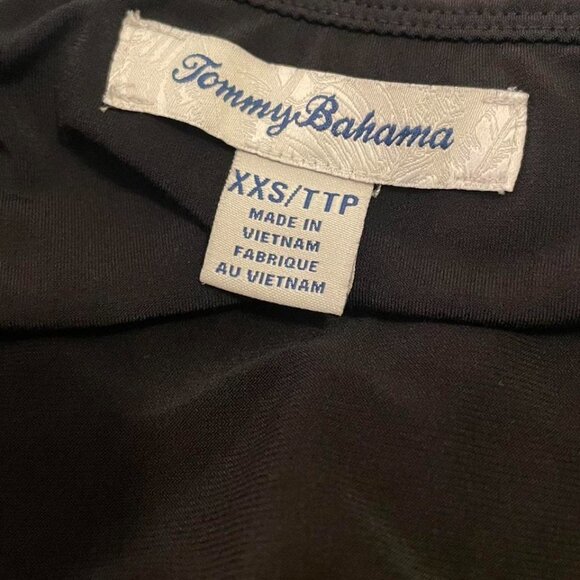 Tommy Bahama
XXS/TTP
MADE IN
VIETNAM
FABRIQUE
AU VIETNAM